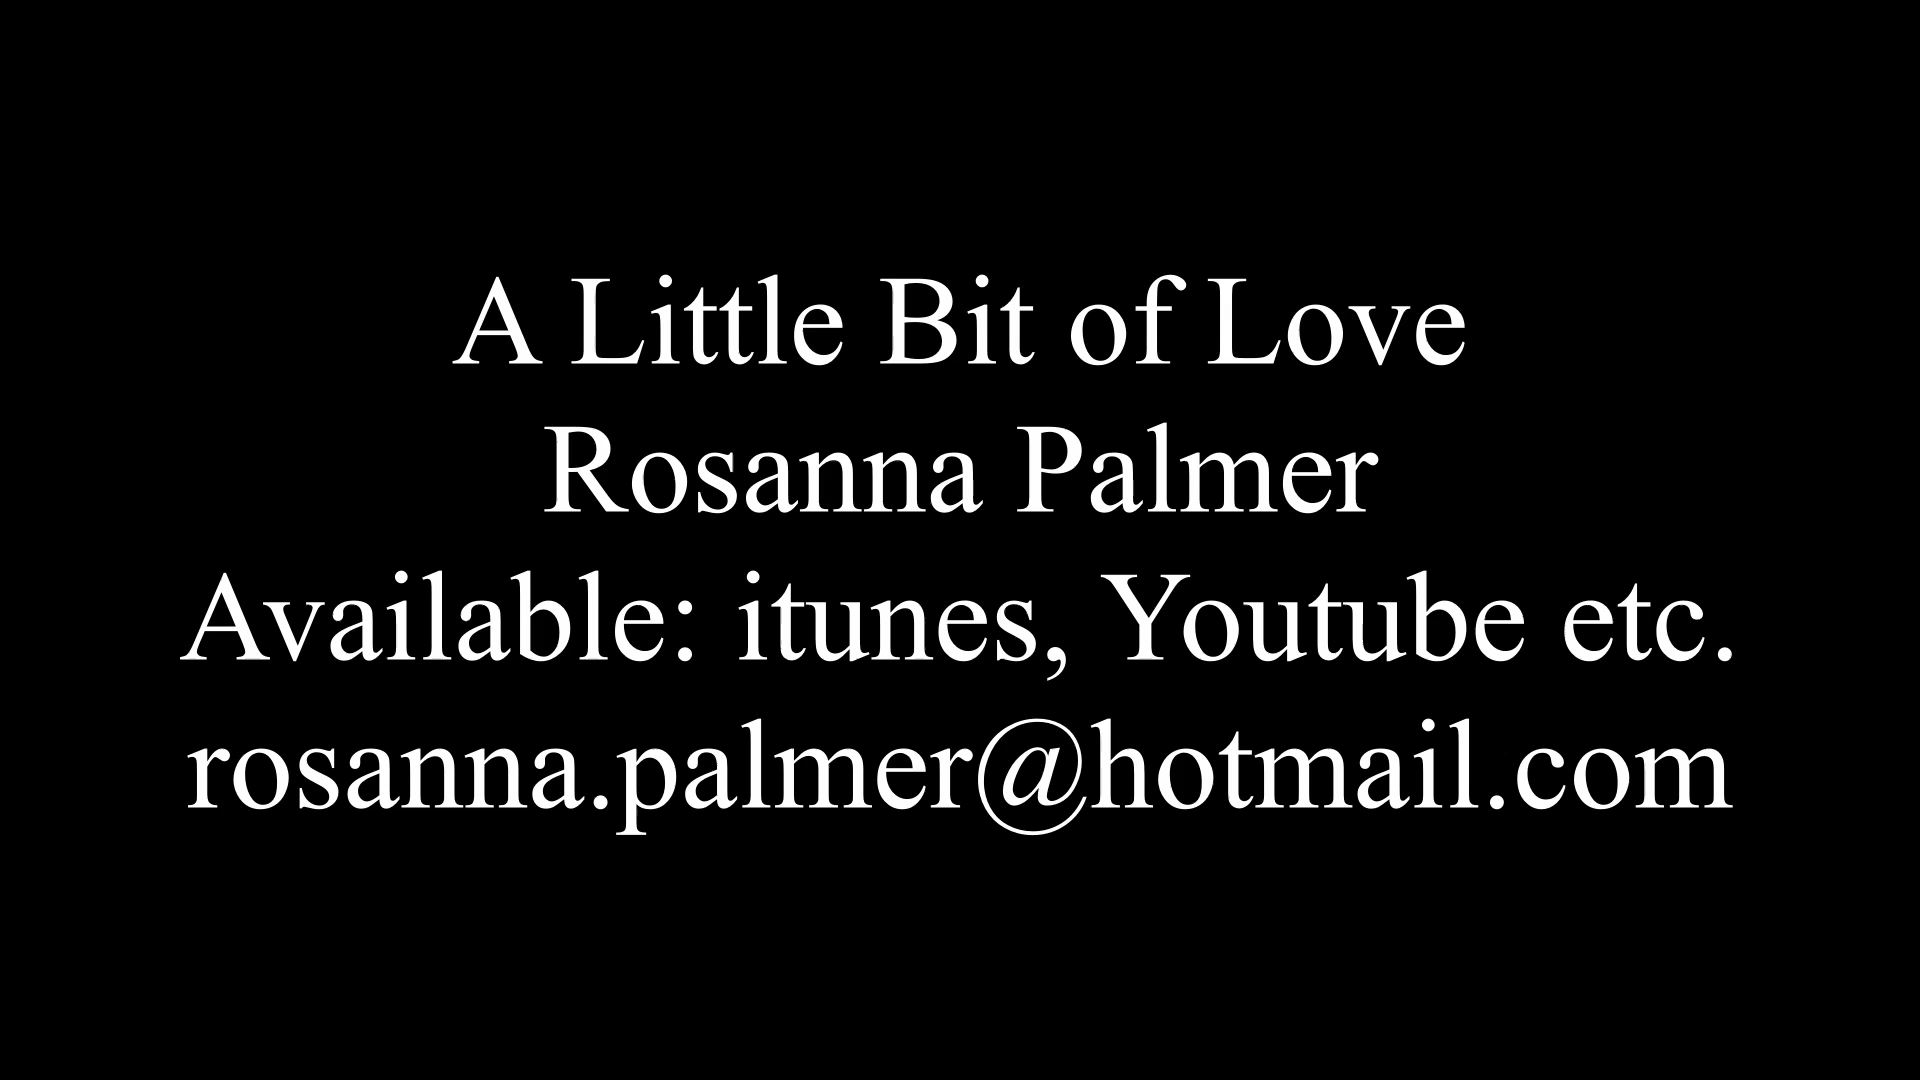 A Little Bit of Love
Rosanna Palmer
Available: itunes, Youtube etc.
rosanna.palmer@hotmail.com